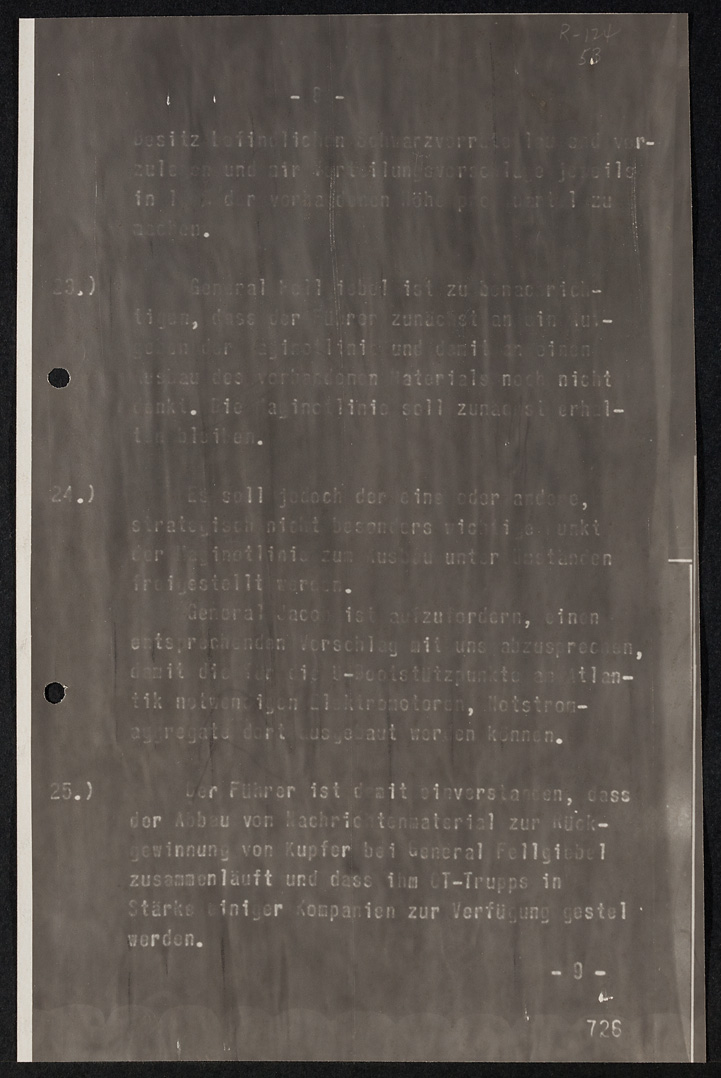 R-124
53
- 8 -
besitz befindlichen Schwarzvorräte und vor-
zulegen und mir Verteilungsvorschläge jeweils
in der vorhandenen Höhe pro zu
machen.
23.) General ist zu benachrich-
tigen, dass der Führer zunächst an ein Auf-
geben der Maginotlinie und damit an einen
Ausbau des vorhandenen Materials noch nicht
denkt. Die Maginotlinie soll zunächst erhal-
ten bleiben.
24.) Es soll jedoch der eine oder andere,
strategisch nicht besonders wichtige Punkt
der Maginotlinie zum Ausbau unter Umständen
freigestellt werden.
General Jacob ist aufzufordern, einen
entsprechenden Vorschlag mit uns abzusprechen,
damit die für die U-Bootstützpunkte am Atlan-
tik notwendigen Elektromotoren, Notstrom-
aggregate dort ausgebaut werden können.
25.) Der Führer ist damit einverstanden, dass
der Abbau von Nachrichtenmaterial zur Rück-
gewinnung von Kupfer bei General Fellgiebel
zusammenläuft und dass ihm OT-Trupps in
Stärke einiger Kompanien zur Verfügung gestel
werden.
- 9 -
726